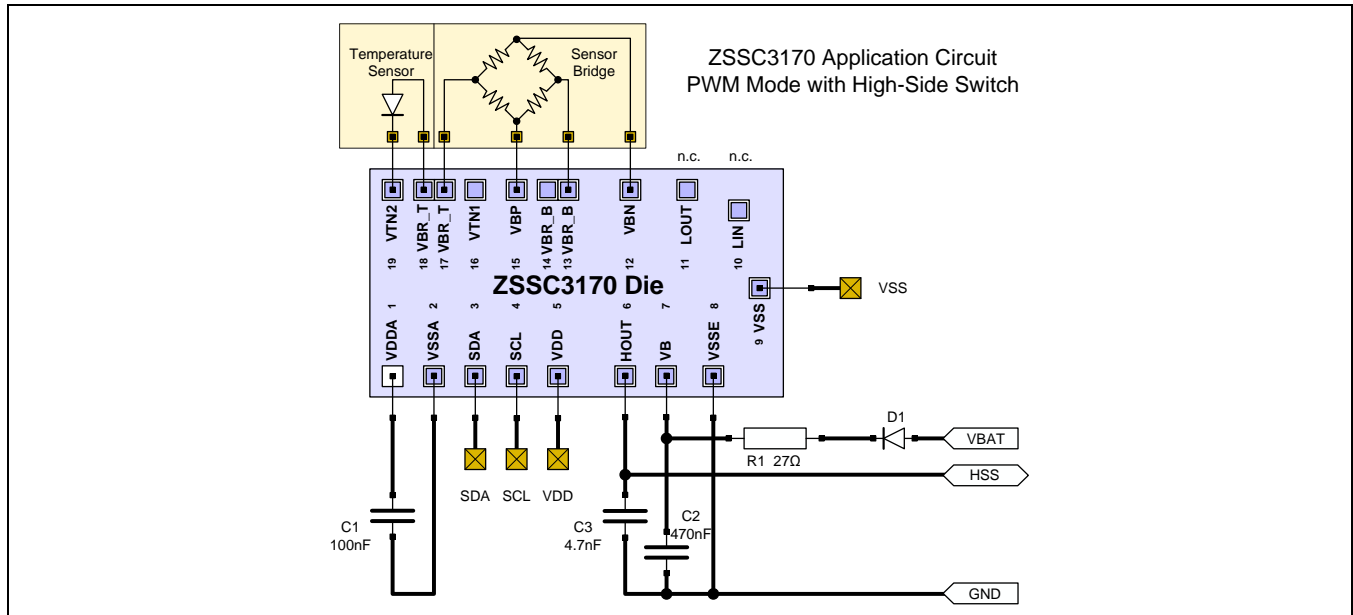 ZSSC3170 Application Circuit
PWM Mode with High-Side Switch
Temperature
Sensor
Sensor
Bridge
n.c.
n.c.
VTN2
VBR_T
VBR_T
VTN1
VBP
VBR_B
VBR_B
VBN
LOUT
LIN
19
18
17
16
15
14
13
12
11
10
ZSSC3170 Die
9 VSS
VSS
1
2
3
4
5
6
7
8
VDDA
VSSA
SDA
SCL
VDD
HOUT
VB
VSSE
D1
VBAT
R1 27Ω
HSS
SDA
SCL
VDD
C1
100nF
C3
4.7nF
C2
470nF
GND